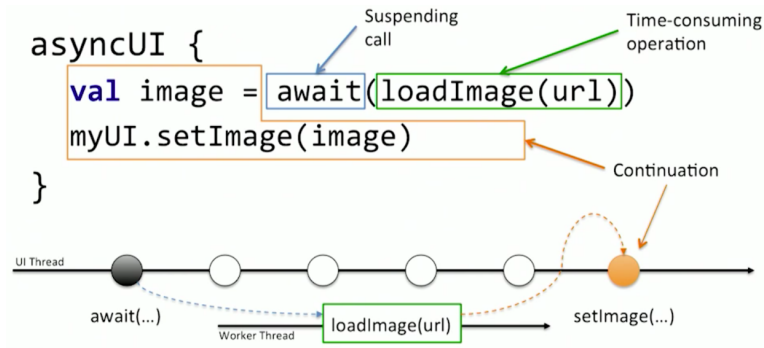 Suspending
call
Time-consuming
operation
asyncUI {
val image = await(loadImage(url))
myUI.setImage(image)
}
Continuation
UI Thread
await(...)
loadImage(url)
setImage(...)
Worker Thread